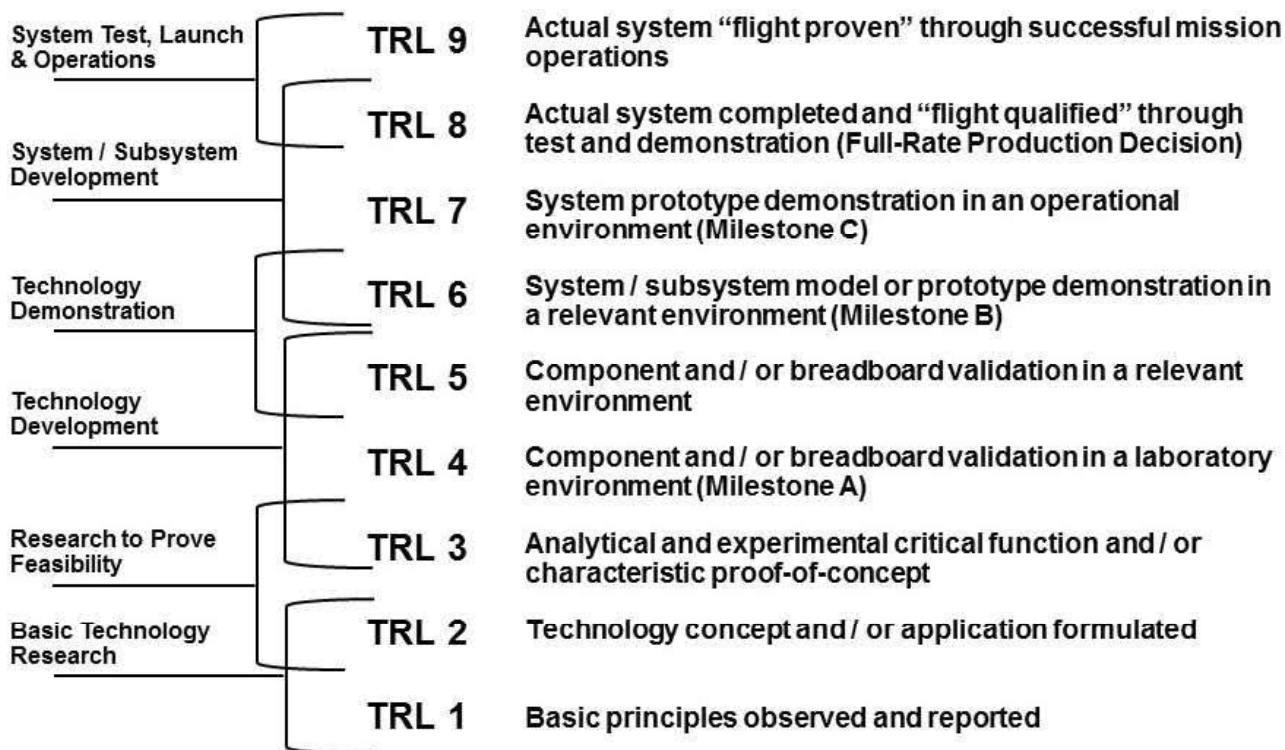 System Test, Launch
& Operations
TRL 9
Actual system “flight proven” through successful mission
operations
TRL 8
Actual system completed and “flight qualified” through
test and demonstration (Full-Rate Production Decision)
System / Subsystem
Development
TRL 7
System prototype demonstration in an operational
environment (Milestone C)
Technology
Demonstration
TRL 6
System / subsystem model or prototype demonstration in
a relevant environment (Milestone B)
TRL 5
Component and / or breadboard validation in a relevant
environment
Technology
Development
TRL 4
Component and / or breadboard validation in a laboratory
environment (Milestone A)
Research to Prove
Feasibility
TRL 3
Analytical and experimental critical function and / or
characteristic proof-of-concept
Basic Technology
Research
TRL 2
Technology concept and / or application formulated
TRL 1
Basic principles observed and reported